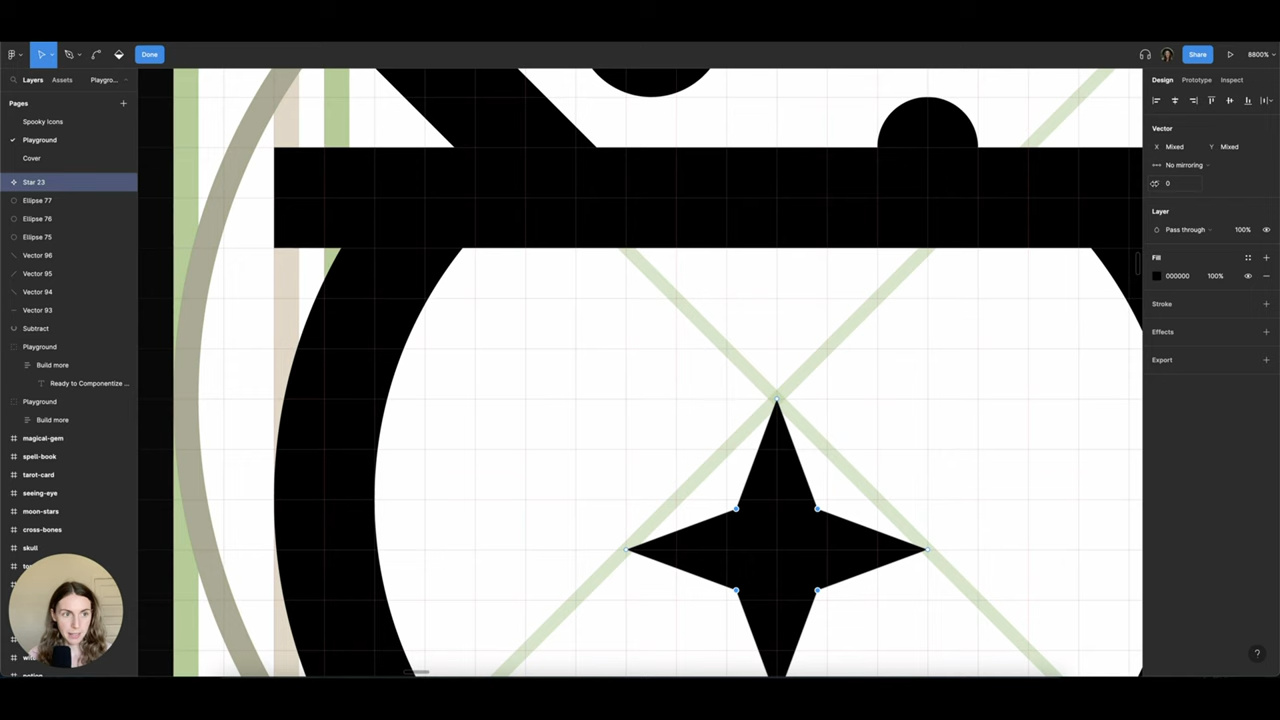 Done
Share
8800%
Layers
Assets
Playgro...
Design
Prototype
Inspect
Pages
Spooky Icons
Playground
Cover
Star 23
Ellipse 77
Ellipse 76
Ellipse 75
Vector 96
Vector 95
Vector 94
Vector 93
Subtract
Playground
Build more
Ready to Componentize ...
Playground
Build more
magical-gem
spell-book
tarot-card
seeing-eye
moon-stars
cross-bones
skull
Vector
X Mixed
Y Mixed
No mirroring
0
Layer
Pass through
100%
Fill
000000
100%
Stroke
Effects
Export
?